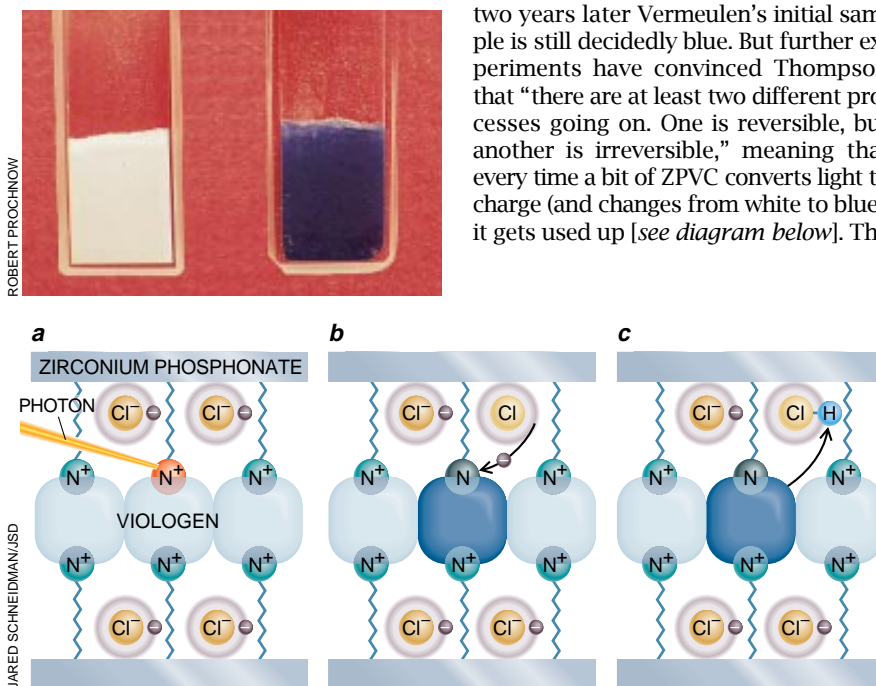 two years later Vermeulen's initial sam
ple is still decidedly blue. But further ex
periments have convinced Thompson
that "there are at least two different pro
cesses going on. One is reversible, bu
another is irreversible," meaning tha
every time a bit of ZPVC converts light t
charge (and changes from white to blue
it gets used up [see diagram below]. Th
ROBERT PROCHNOW
a
ZIRCONIUM PHOSPHONATE
PHOTON
Cl⁻ − Cl⁻ −
N⁺ N⁺ N⁺
VIOLOGEN
N⁺ N⁺ N⁺
Cl⁻ − Cl⁻ −
b
Cl⁻ − Cl
−
N⁺ N N⁺
N⁺ N⁺ N⁺
Cl⁻ − Cl⁻ −
c
Cl⁻ − Cl H
N⁺ N N⁺
N⁺ N⁺ N⁺
Cl⁻ − Cl⁻ −
JARED SCHNEIDMAN/JSD